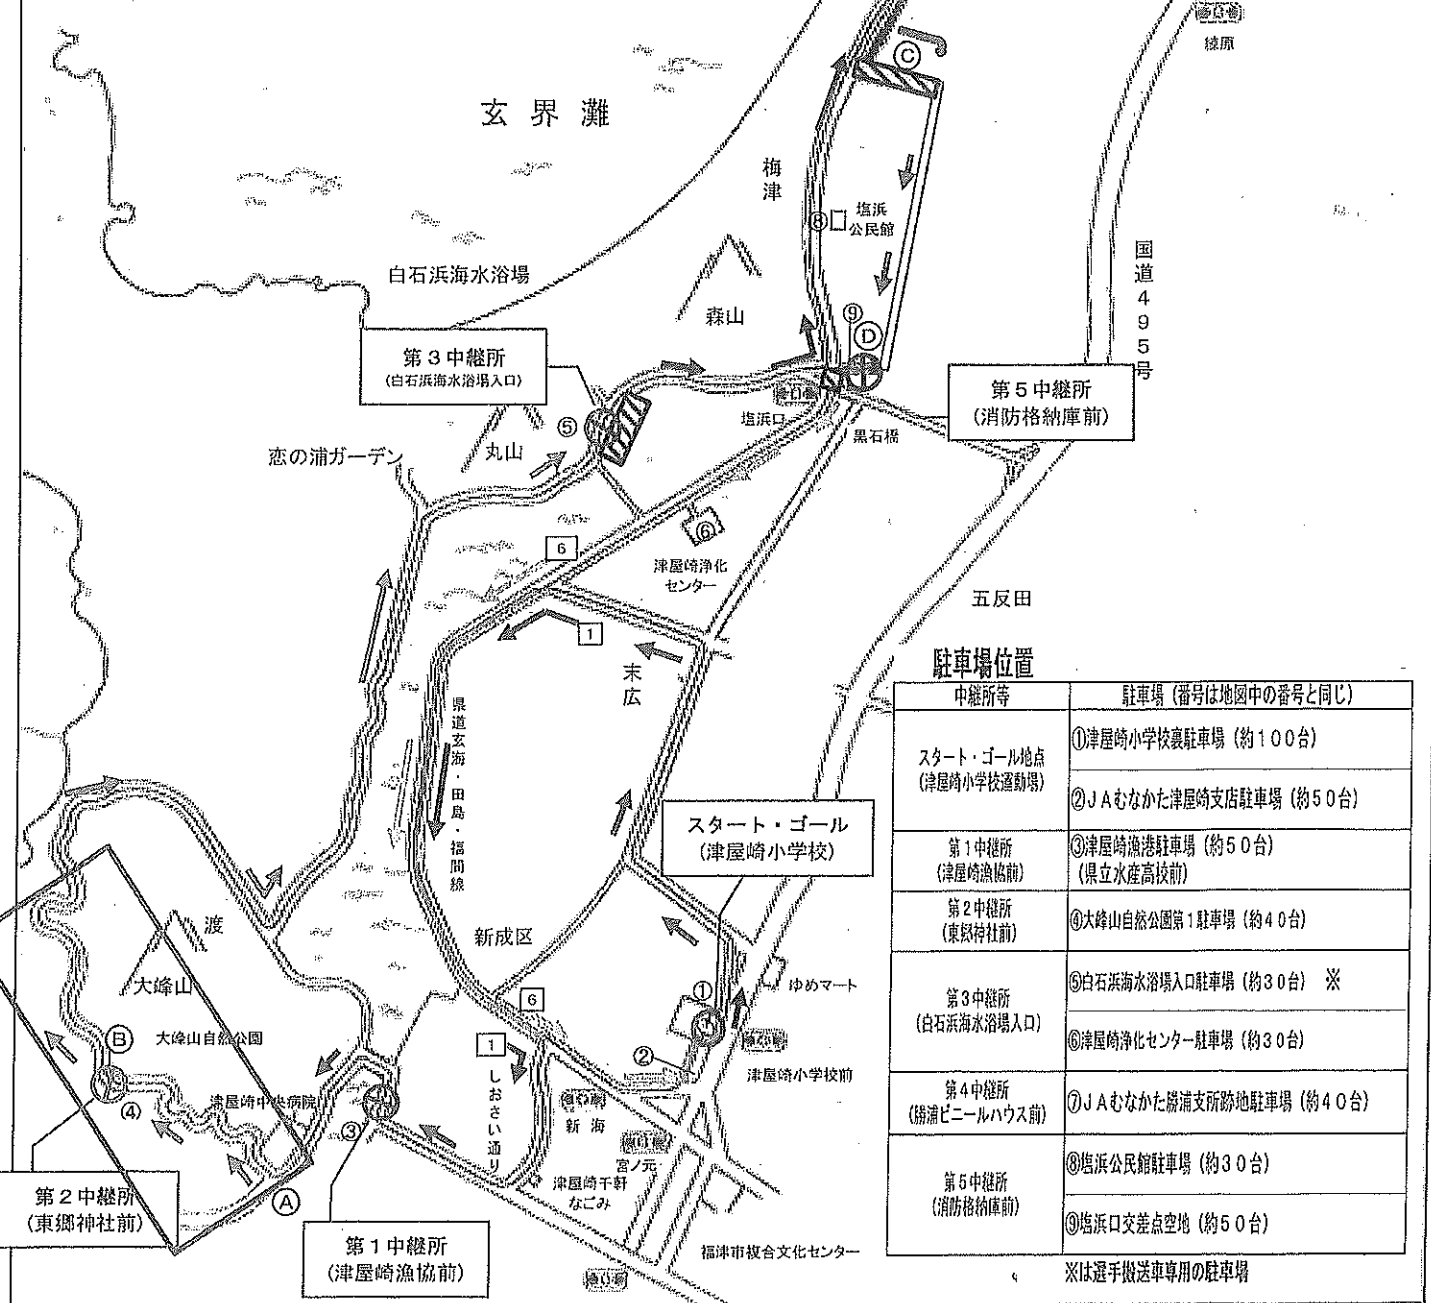 綾原
Ⓒ
玄界灘
梅津
⑧
塩浜
公民館
国道495号
白石浜海水浴場
森山
⑨
Ⓓ
第3中継所
(白石浜海水浴場入口)
第5中継所
(消防格納庫前)
塩浜口
黒石橋
⑤
丸山
恋の浦ガーデン
⑥
6
津屋崎浄化
センター
五反田
1
末広
県道玄海・田島・福間線
スタート・ゴール
(津屋崎小学校)
渡
新成区
大峰山
①
ゆめマート
6
Ⓑ
大峰山自然公園
1
②
津屋崎小学校前
④
津屋崎中央病院
しおさい通り
新海
③
宮ノ元
津屋崎千軒
なごみ
第2中継所
(東郷神社前)
Ⓐ
第1中継所
(津屋崎漁協前)
福津市複合文化センター
駐車場位置
中継所等 駐車場(番号は地図中の番号と同じ)
スタート・ゴール地点
(津屋崎小学校運動場)
①津屋崎小学校裏駐車場(約100台)
②JAむなかた津屋崎支店駐車場(約50台)
第1中継所
(津屋崎漁協前)
③津屋崎漁港駐車場(約50台)
(県立水産高校前)
第2中継所
(東郷神社前)
④大峰山自然公園第1駐車場(約40台)
第3中継所
(白石浜海水浴場入口)
⑤白石浜海水浴場入口駐車場(約30台) ※
⑥津屋崎浄化センター駐車場(約30台)
第4中継所
(勝浦ビニールハウス前)
⑦JAむなかた勝浦支所跡地駐車場(約40台)
第5中継所
(消防格納庫前)
⑧塩浜公民館駐車場(約30台)
⑨塩浜口交差点空地(約50台)
※は選手搬送車専用の駐車場